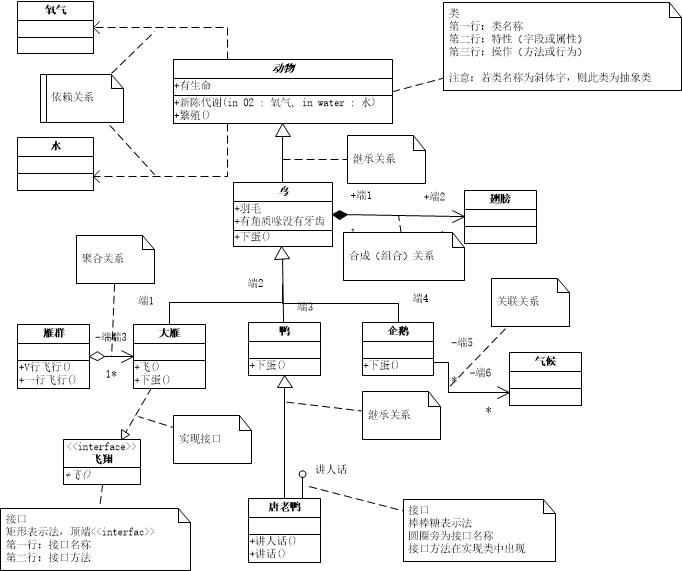 氧气
类
第一行：类名称
第二行：特性（字段或属性）
第三行：操作（方法或行为）
注意：若类名称为斜体字，则此类为抽象类
动物
+有生命
+新陈代谢(in O2 : 氧气, in water : 水)
+繁殖()
依赖关系
水
继承关系
鸟
+羽毛
+有角质喙没有牙齿
+下蛋()
+端1
+端2
翅膀
合成（组合）关系
聚合关系
端2
端1
端3
端4
关联关系
雁群
+V行飞行()
+一行飞行()
-端端3
1*
大雁
+飞()
+下蛋()
鸭
+下蛋()
企鹅
+下蛋()
-端5
*
-端6
*
气候
实现接口
继承关系
<<interface>>
飞翔
+飞()
讲人话
接口
矩形表示法，顶端<<interfac>>
第一行：接口名称
第二行：接口方法
唐老鸭
+讲人话()
+讲话()
接口
棒棒糖表示法
圆圈旁为接口名称
接口方法在实现类中出现